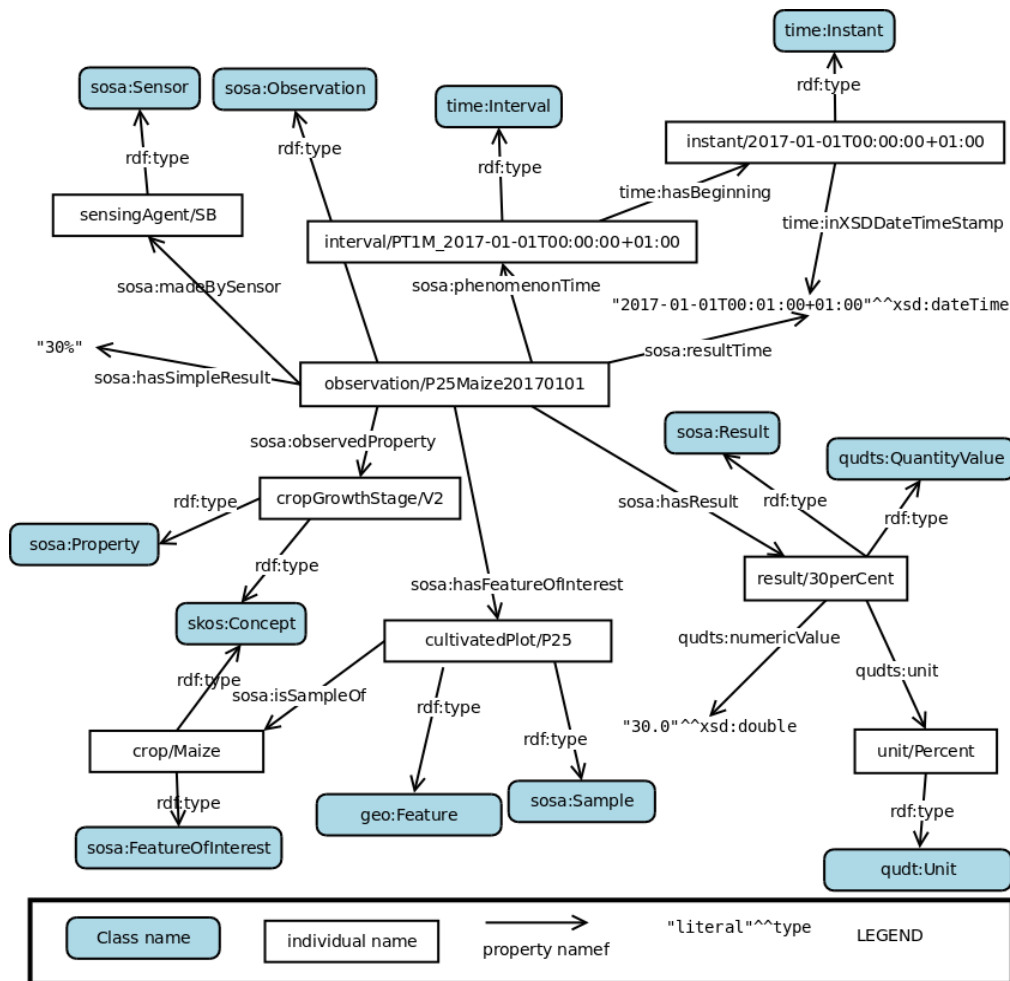 time:Instant
rdf:type
sosa:Sensor
sosa:Observation
time:Interval
rdf:type
rdf:type
rdf:type
instant/2017-01-01T00:00:00+01:00
time:hasBeginning
sensingAgent/SB
time:inXSDDateTimeStamp
interval/PT1M_2017-01-01T00:00:00+01:00
sosa:madeBySensor
sosa:phenomenonTime
"2017-01-01T00:01:00+01:00"^^xsd:dateTime
"30%"
sosa:resultTime
sosa:hasSimpleResult
observation/P25Maize20170101
sosa:observedProperty
sosa:Result
qudts:QuantityValue
cropGrowthStage/V2
rdf:type
sosa:hasResult
rdf:type
rdf:type
sosa:Property
rdf:type
result/30perCent
sosa:hasFeatureOfInterest
skos:Concept
cultivatedPlot/P25
qudts:numericValue
rdf:type
sosa:isSampleOf
qudts:unit
rdf:type
"30.0"^^xsd:double
crop/Maize
rdf:type
unit/Percent
rdf:type
rdf:type
geo:Feature
sosa:Sample
sosa:FeatureOfInterest
qudt:Unit
Class name
individual name
property namef
"literal"^^type
LEGEND